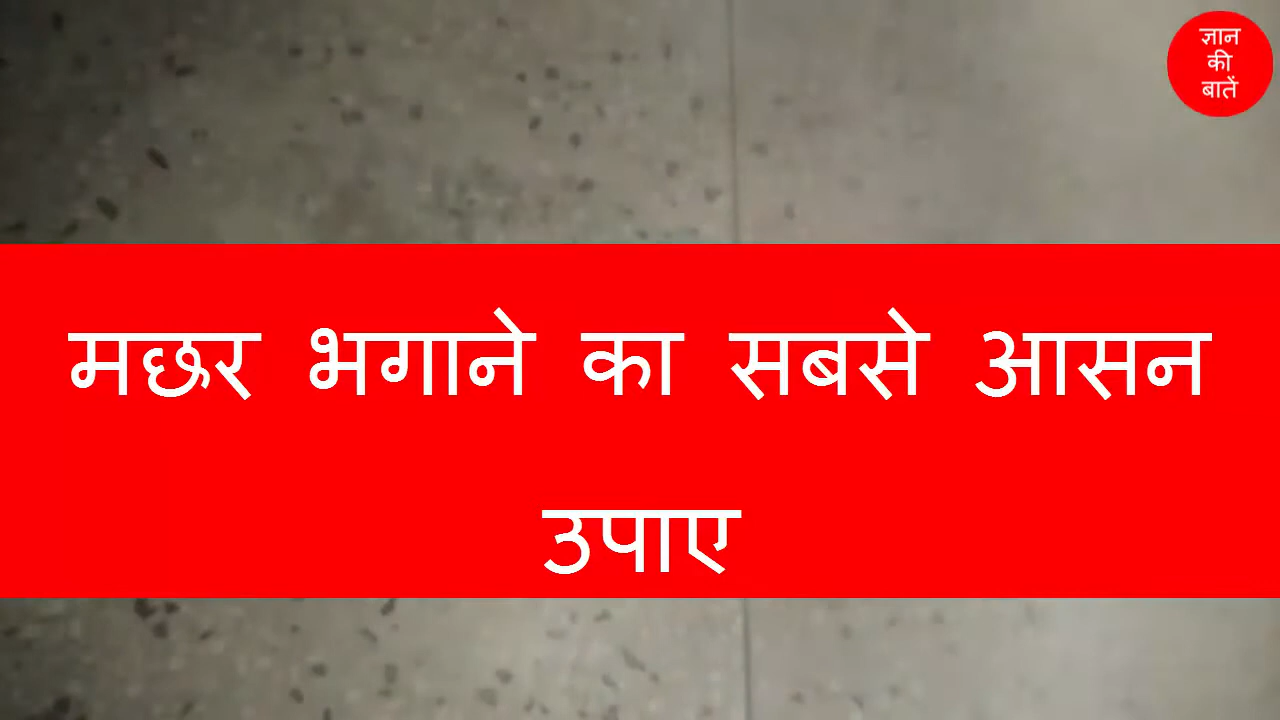 ज्ञान
की
बातें
मछर भगाने का सबसे आसन
उपाए